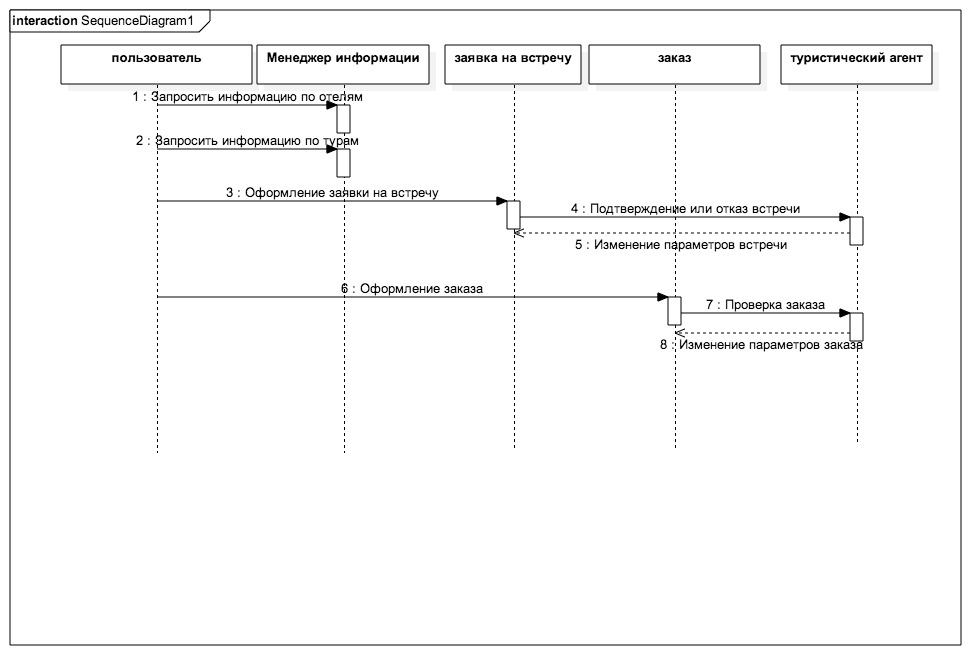 interaction SequenceDiagram1
пользователь
Менеджер информации
заявка на встречу
заказ
туристический агент
1 : Запросить информацию по отелям
2 : Запросить информацию по турам
3 : Оформление заявки на встречу
4 : Подтверждение или отказ встречи
5 : Изменение параметров встречи
6 : Оформление заказа
7 : Проверка заказа
8 : Изменение параметров заказа